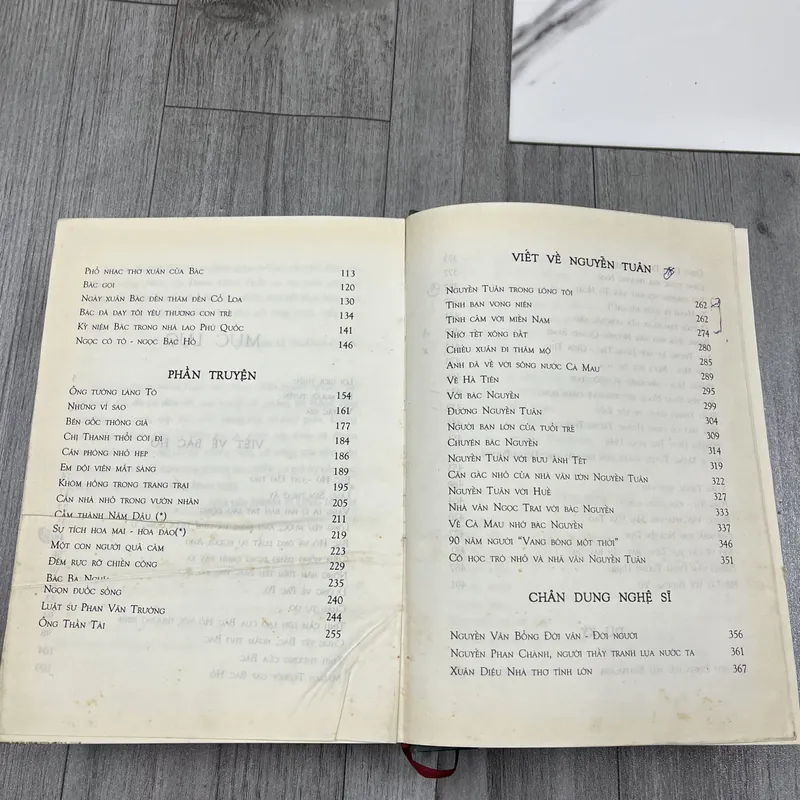 Phổ nhạc thơ xuân của Bác 113
Bác gọi 120
Ngày xuân Bác đến thăm đền Cổ Loa 130
Bác đã dạy tôi yêu thương con trẻ 134
Kỷ niệm Bác trong nhà lao Phú Quốc 141
Ngọc cô tô - ngọc Bác Hồ 146
PHẦN TRUYỆN
Ông tướng làng Tó 154
Những vì sao 161
Bên gốc thông già 177
Chị Thanh thổi còi đi 184
Căn phòng nhỏ hẹp 186
Em đội viên mắt sáng 189
Khóm hồng trong trang trại 195
Căn nhà nhỏ trong vườn nhãn 205
Cẩm thành Năm Dậu (*) 211
Sự tích hoa mai - hoa đào(*) 219
Một con người quả cảm 223
Đêm rực rỡ chiến công 229
Bác Ba 235
Ngọn đuốc sống 240
Luật sư Phan Văn Trường 244
Ông Thần Tài 255
VIẾT VỀ NGUYỄN TUÂN
Nguyễn Tuân trong lòng tôi
Tình bạn vong niên 262
Tình cảm với miền Nam 262
Nhớ tết xông đất 274
Chiều xuân đi thăm mộ 280
Anh đã về với sông nước Cà Mau 285
Về Hà Tiên 289
Với bác Nguyễn 295
Đường Nguyễn Tuân 299
Người bạn lớn của tuổi trẻ 304
Chuyện bác Nguyễn 309
Nguyễn Tuân với bưu ảnh Tết 314
Căn gác nhỏ của nhà văn lớn Nguyễn Tuân 319
Nguyễn Tuân với Huế 322
Nhà văn Ngọc Trai với bác Nguyễn 327
Về Cà Mau nhớ bác Nguyễn 333
90 năm người "Vang bóng một thời" 337
Cô học trò nhỏ và nhà văn Nguyễn Tuân 346
351
CHÂN DUNG NGHỆ SĨ
Nguyễn Văn Bổng Đời văn - Đời người 356
Nguyễn Phan Chánh, người thầy tranh lụa nước ta 361
Xuân Diệu Nhà thơ tình lớn 367